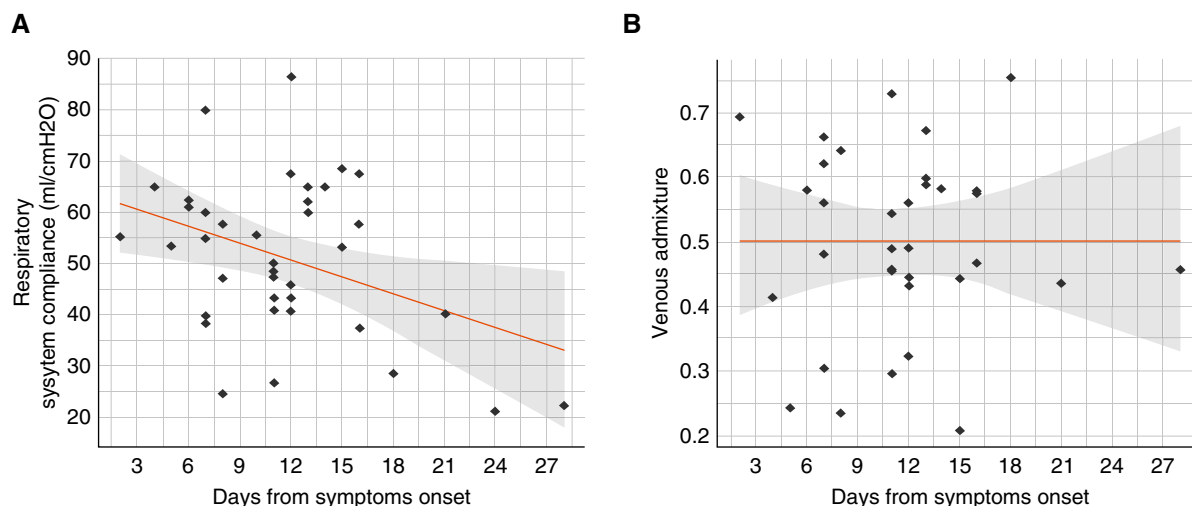 A
Respiratory
sysytem compliance (ml/cmH2O)
90
80
70
60
50
40
30
20
3 6 9 12 15 18 21 24 27
Days from symptoms onset
B
Venous admixture
0.7
0.6
0.5
0.4
0.3
0.2
3 6 9 12 15 18 21 24 27
Days from symptoms onset